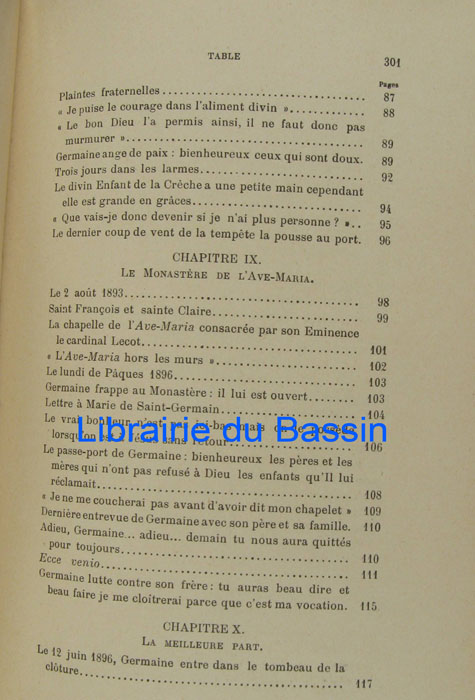 TABLE 301
Pages
Plaintes fraternelles 87
« Je puise le courage dans l'aliment divin » 88
« Le bon Dieu l'a permis ainsi, il ne faut donc pas
murmurer » 89
Germaine ange de paix : bienheureux ceux qui sont doux. 89
Trois jours dans les larmes 92
Le divin Enfant de la Crèche a une petite main cependant
elle est grande en grâces 94
« Que vais-je donc devenir si je n'ai plus personne ? » 95
Le dernier coup de vent de la tempête la pousse au port. 96
CHAPITRE IX.
LE MONASTÈRE DE L'AVE-MARIA.
Le 2 août 1893 98
Saint François et sainte Claire 99
La chapelle de l'Ave-Maria consacrée par son Eminence
le cardinal Lecot 101
« L'Ave-Maria hors les murs » 102
Le lundi de Pâques 1896 103
Germaine frappe au Monastère : il lui est ouvert 103
Lettre à Marie de Saint-Germain 104
Le vrai bonheur n'est ici-bas mais on
lorsqu'on sans retour 106
Librairie du Bassin
Le passe-port de Germaine : bienheureux les pères et les
mères qui n'ont pas refusé à Dieu les enfants qu'Il lui
réclamait 108
« Je ne me coucherai pas avant d'avoir dit mon chapelet » 109
Dernière entrevue de Germaine avec son père et sa famille. 110
Adieu, Germaine... adieu... demain tu nous aura quittés
pour toujours 110
Ecce venio 111
Germaine lutte contre son frère : tu auras beau dire et
beau faire je me cloîtrerai parce que c'est ma vocation. 115
CHAPITRE X.
LA MEILLEURE PART.
Le 12 juin 1896, Germaine entre dans le tombeau de la
clôture 117